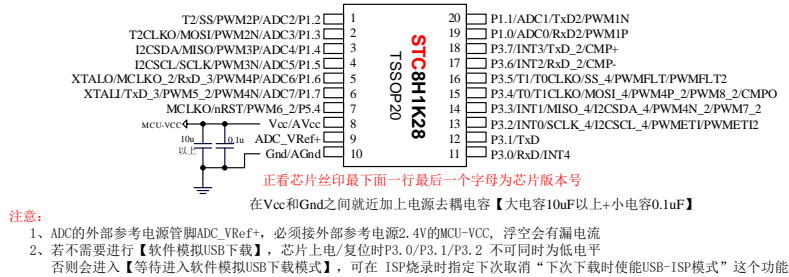 T2/SS/PWM2P/ADC2/P1.2 1
T2CLKO/MOSI/PWM2N/ADC3/P1.3 2
I2CSDA/MISO/PWM3P/ADC4/P1.4 3
I2CSCL/SCLK/PWM3N/ADC5/P1.5 4
XTALO/MCLKO_2/RxD_3/PWM4P/ADC6/P1.6 5
XTALI/TxD_3/PWM5_2/PWM4N/ADC7/P1.7 6
MCLKO/nRST/PWM6_2/P5.4 7
MCU-VCC Vcc/AVcc 8
10u 以上 0.1u ADC_VRef+ 9
Gnd/AGnd 10
STC8H1K28
TSSOP20
20 P1.1/ADC1/TxD2/PWM1N
19 P1.0/ADC0/RxD2/PWM1P
18 P3.7/INT3/TxD_2/CMP+
17 P3.6/INT2/RxD_2/CMP-
16 P3.5/T1/T0CLKO/SS_4/PWMFLT/PWMFLT2
15 P3.4/T0/T1CLKO/MOSI_4/PWM4P_2/PWM8_2/CMPO
14 P3.3/INT1/MISO_4/I2CSDA_4/PWM4N_2/PWM7_2
13 P3.2/INT0/SCLK_4/I2CSCL_4/PWMETI/PWMETI2
12 P3.1/TxD
11 P3.0/RxD/INT4
正看芯片丝印最下面一行最后一个字母为芯片版本号
在Vcc和Gnd之间就近加上电源去耦电容【大电容10uF以上+小电容0.1uF】
注意:
1、ADC的外部参考电源管脚ADC_VRef+, 必须接外部参考电源2.4V的MCU-VCC, 浮空会有漏电流
2、若不需要进行【软件模拟USB下载】, 芯片上电/复位时P3.0/P3.1/P3.2 不可同时为低电平
否则会进入【等待进入软件模拟USB下载模式】, 可在 ISP烧录时指定下次取消“下次下载时使能USB-ISP模式”这个功能